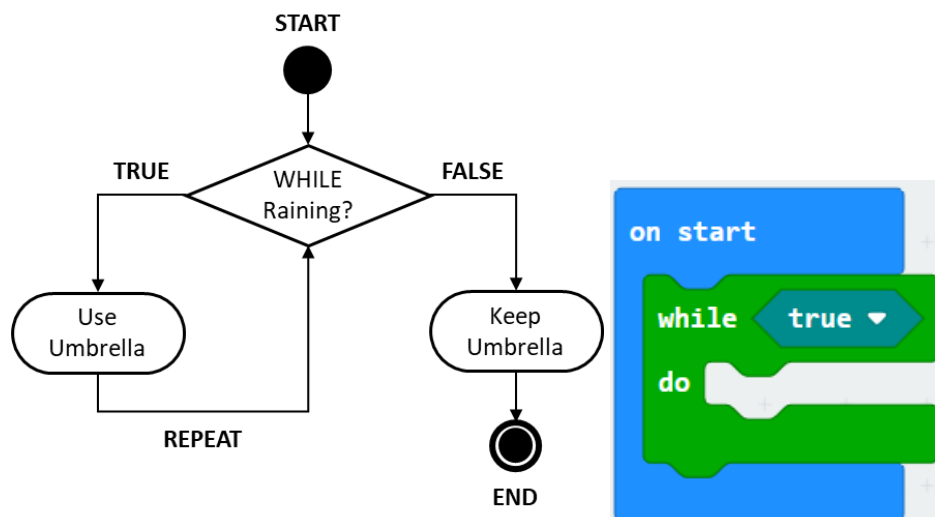 START
TRUE
WHILE
Raining?
FALSE
Use
Umbrella
REPEAT
Keep
Umbrella
END
on start
while true
do